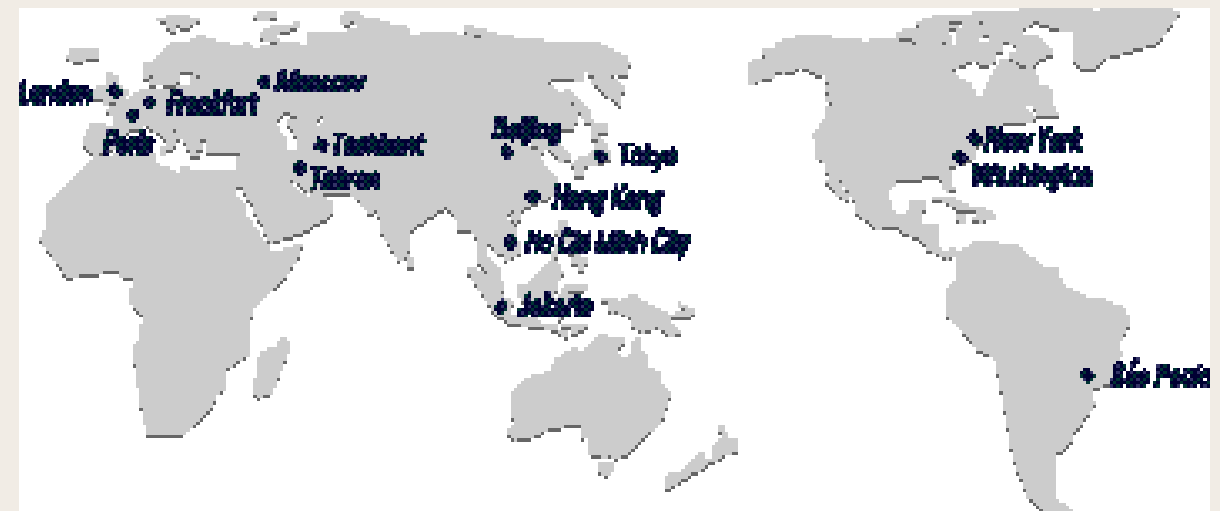 London
Moscow
Frankfurt
Paris
Tashkent
Tehran
Beijing
Tokyo
Hong Kong
Ho Chi Minh City
Jakarta
New York
Washington
São Paulo